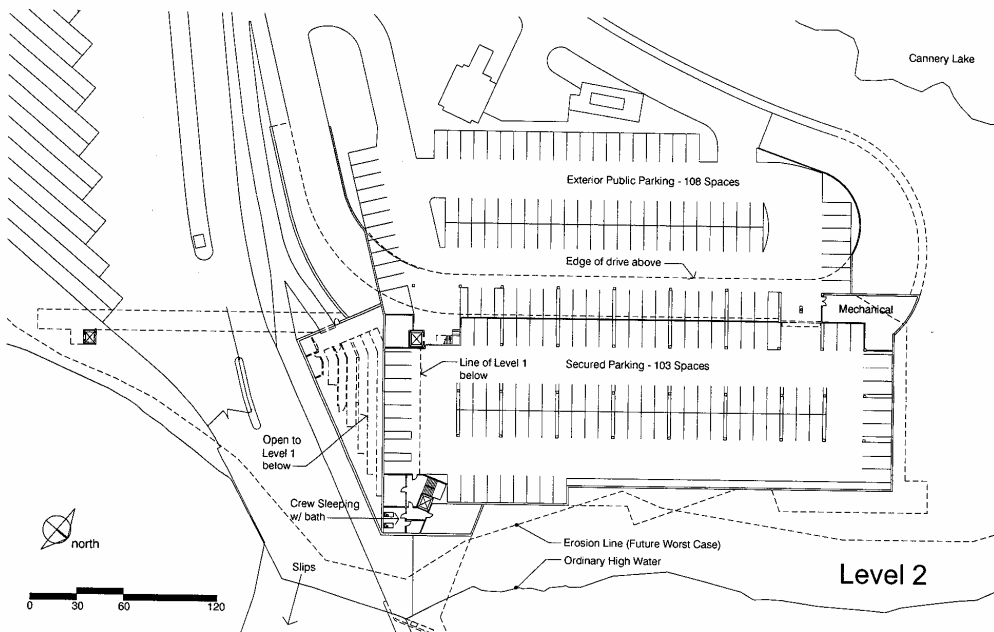 Cannery Lake
Exterior Public Parking - 108 Spaces
Edge of drive above
Mechanical
Line of Level 1
below
Secured Parking - 103 Spaces
Open to
Level 1
below
Crew Sleeping
w/ bath
north
Erosion Line (Future Worst Case)
Ordinary High Water
Slips
Level 2
0 30 60 120